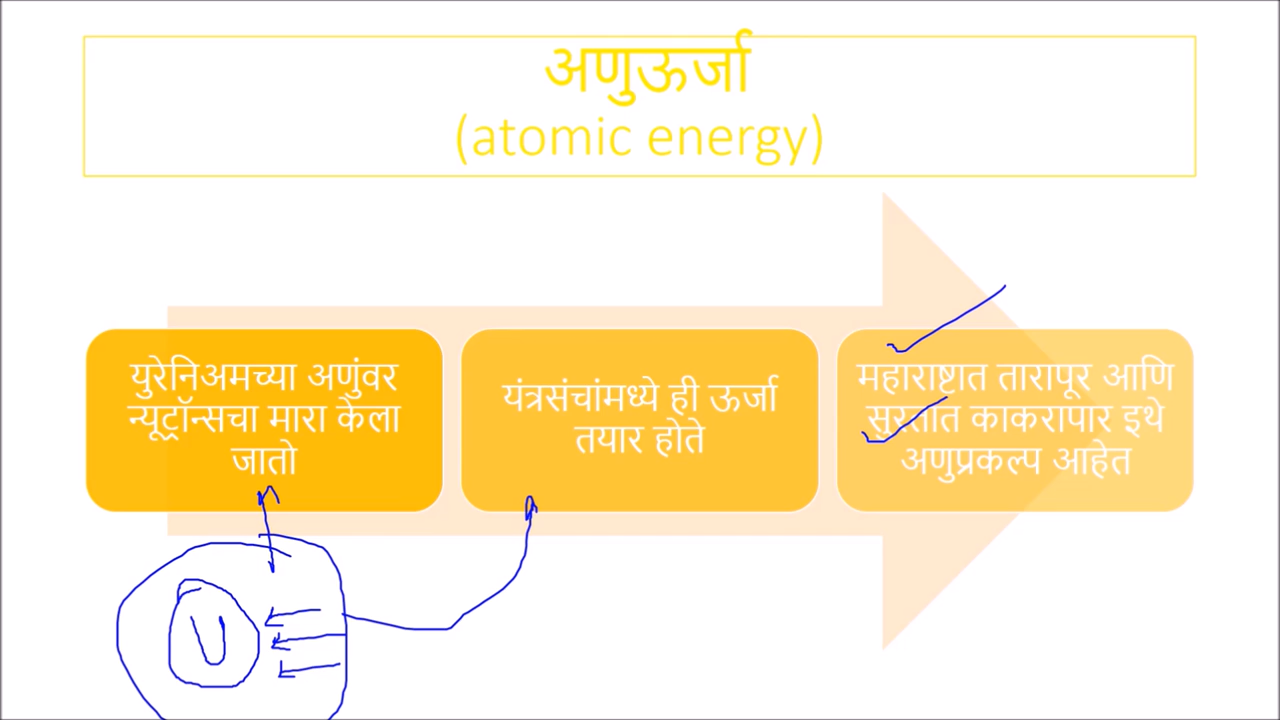 अणुऊर्जा
(atomic energy)
युरेनिअमच्या अणुंवर
न्यूट्रॉन्सचा मारा केला
जातो
यंत्रसंचांमध्ये ही ऊर्जा
तयार होते
महाराष्ट्रात तारापूर आणि
सुरतात काकरापार इथे
अणुप्रकल्प आहेत
U